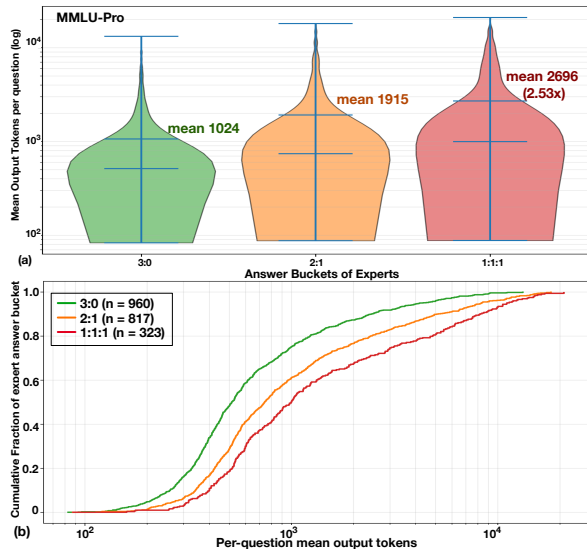 MMLU-Pro
Mean Output Tokens per question (log)
10⁴
10³
10²
mean 1024
mean 1915
mean 2696
(2.53x)
3:0
2:1
1:1:1
(a)
Answer Buckets of Experts
Cumulative Fraction of expert answer bucket
1.0
0.8
0.6
0.4
0.2
0
3:0 (n = 960)
2:1 (n = 817)
1:1:1 (n = 323)
(b)
10²
10³
10⁴
Per-question mean output tokens